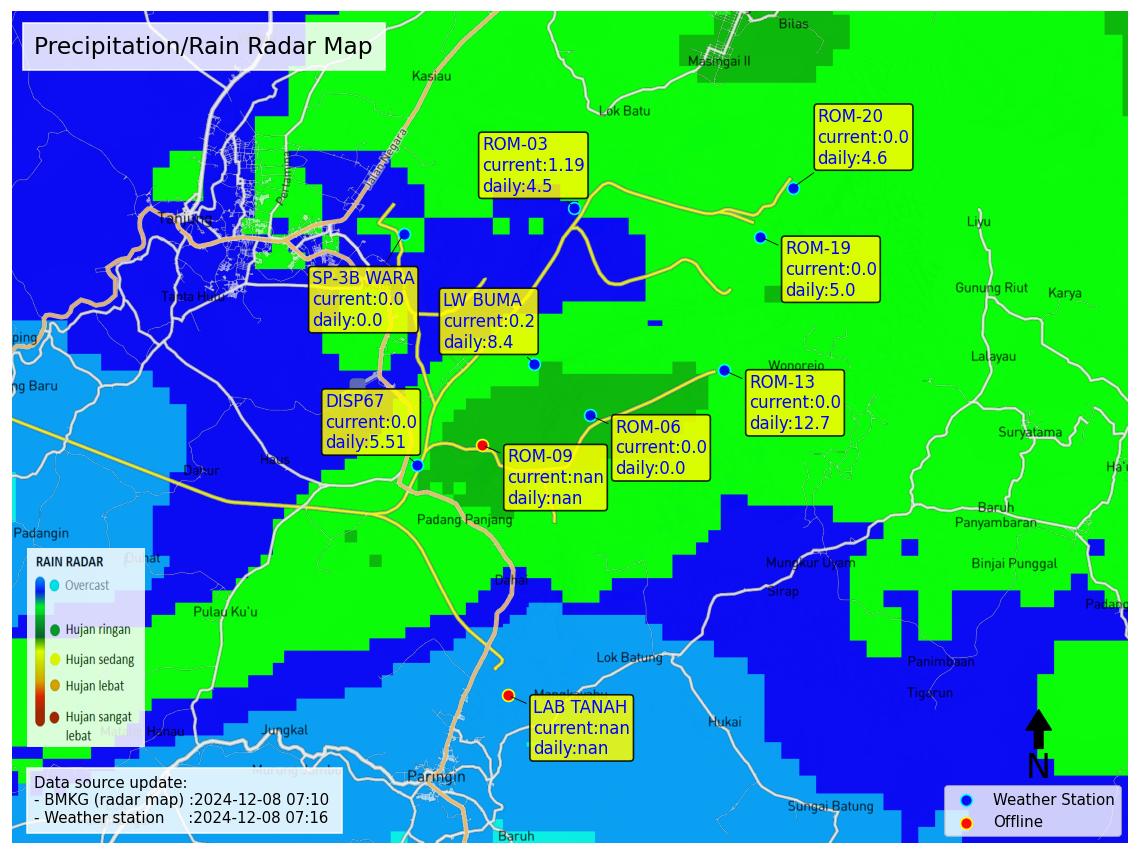 Precipitation/Rain Radar Map
Bilas
Masingai II
Kasiau
Lok Batu
Jalan Negara
Pertamina
ROM-20
current:0.0
daily:4.6
ROM-03
current:1.19
daily:4.5
Tanjung
Liyu
ROM-19
current:0.0
daily:5.0
SP-3B WARA
current:0.0
daily:0.0
LW BUMA
current:0.2
daily:8.4
Tanta Hulu
Gunung Riut
Karya
ping
Lalayau
Wonorejo
ng Baru
ROM-13
current:0.0
daily:12.7
DISP67
current:0.0
daily:5.51
ROM-06
current:0.0
daily:0.0
Suryatama
ROM-09
current:nan
daily:nan
Haus
Dahur
Ha'u
Padang Panjang
Baruh
Panyambaran
Padangin
Mungkur Uyam
Binjai Punggal
Dahai
Sirap
Padang
Pulau Ku'u
RAIN RADAR
Overcast
Hujan ringan
Hujan sedang
Hujan lebat
Hujan sangat
lebat
Lok Batung
Panimbaan
Tigarun
LAB TANAH
current:nan
daily:nan
Hukai
Jungkal
Paringin
N
Data source update:
- BMKG (radar map) :2024-12-08 07:10
- Weather station :2024-12-08 07:16
Sungai Batung
Baruh
Weather Station
Offline